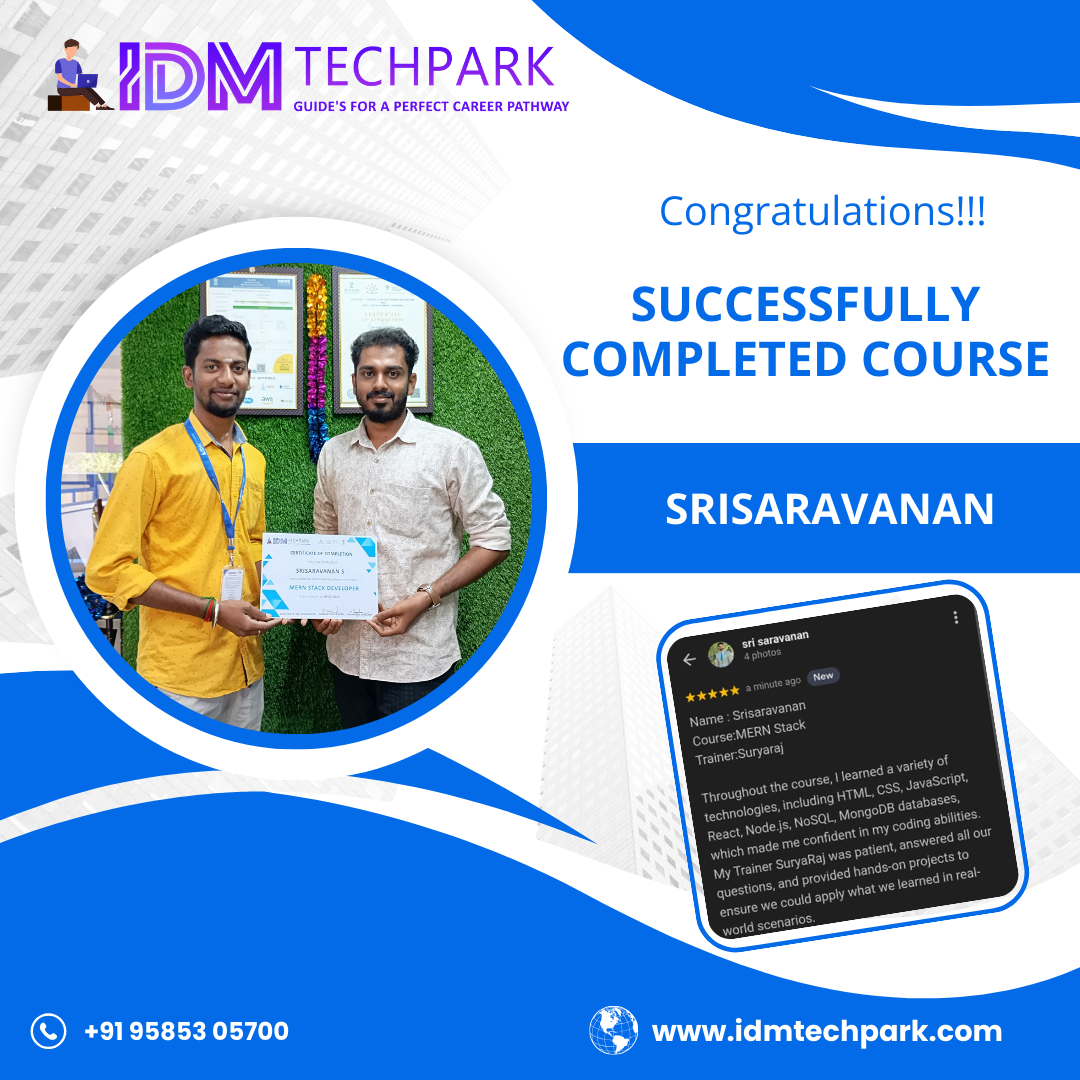 IDM TECHPARK
GUIDE'S FOR A PERFECT CAREER PATHWAY
Congratulations!!!
SUCCESSFULLY
COMPLETED COURSE
SRISARAVANAN
aws
IDM TECHPARK
CERTIFICATE OF COMPLETION
SRISARAVANAN S
MERN STACK DEVELOPER
sri saravanan
4 photos
a minute ago New
Name : Srisaravanan
Course:MERN Stack
Trainer:Suryaraj
Throughout the course, I learned a variety of
technologies, including HTML, CSS, JavaScript,
React, Node.js, NoSQL, MongoDB databases,
which made me confident in my coding abilities.
My Trainer SuryaRaj was patient, answered all our
questions, and provided hands-on projects to
ensure we could apply what we learned in real-
world scenarios.
+91 95853 05700
www.idmtechpark.com